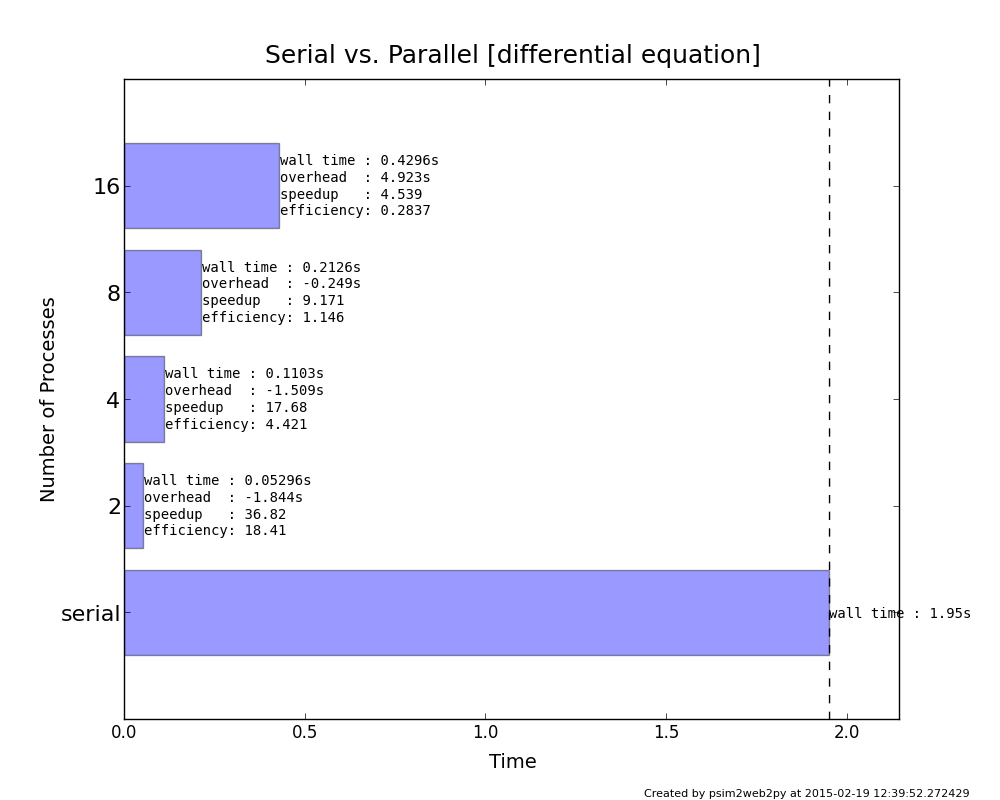 Serial vs. Parallel [differential equation]
Number of Processes
16
wall time : 0.4296s
overhead  : 4.923s
speedup   : 4.539
efficiency: 0.2837
8
wall time : 0.2126s
overhead  : -0.249s
speedup   : 9.171
efficiency: 1.146
4
wall time : 0.1103s
overhead  : -1.509s
speedup   : 17.68
efficiency: 4.421
2
wall time : 0.05296s
overhead  : -1.844s
speedup   : 36.82
efficiency: 18.41
serial
wall time : 1.95s
0.0 0.5 1.0 1.5 2.0
Time
Created by psim2web2py at 2015-02-19 12:39:52.272429